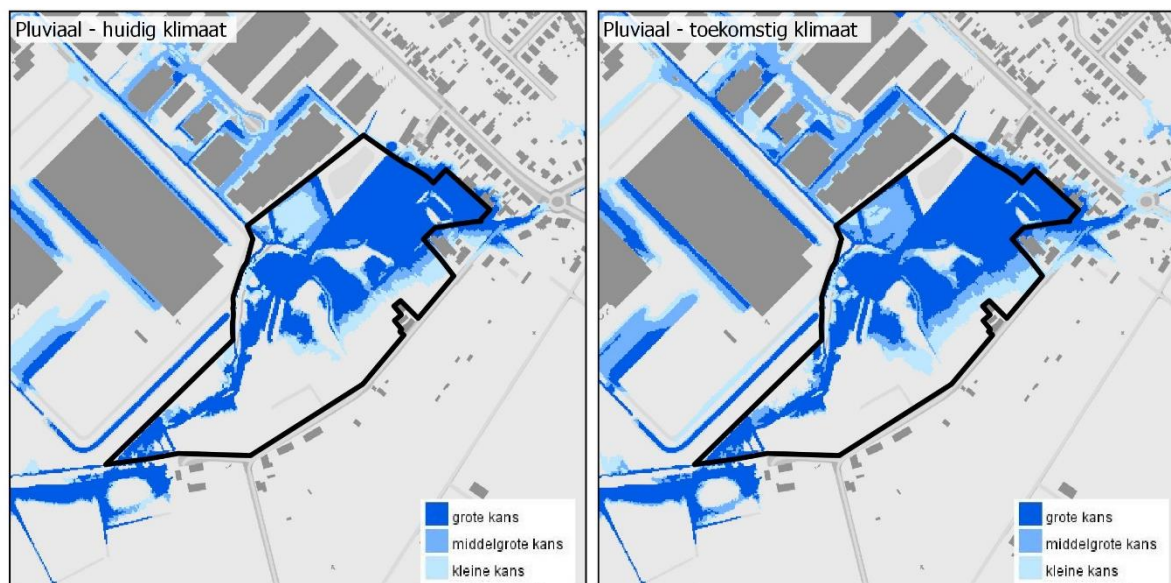 Pluviaal - huidig klimaat
grote kans
middelgrote kans
kleine kans
Pluviaal - toekomstig klimaat
grote kans
middelgrote kans
kleine kans